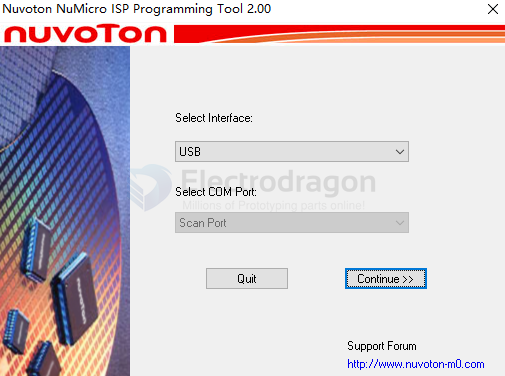 Nuvoton NuMicro ISP Programming Tool 2.00
nuvoTon
Select Interface:
USB
Electrodragon
Millions of Prototyping parts online!
Select COM Port:
Scan Port
Quit
Continue >>
Support Forum
http://www.nuvoton-m0.com